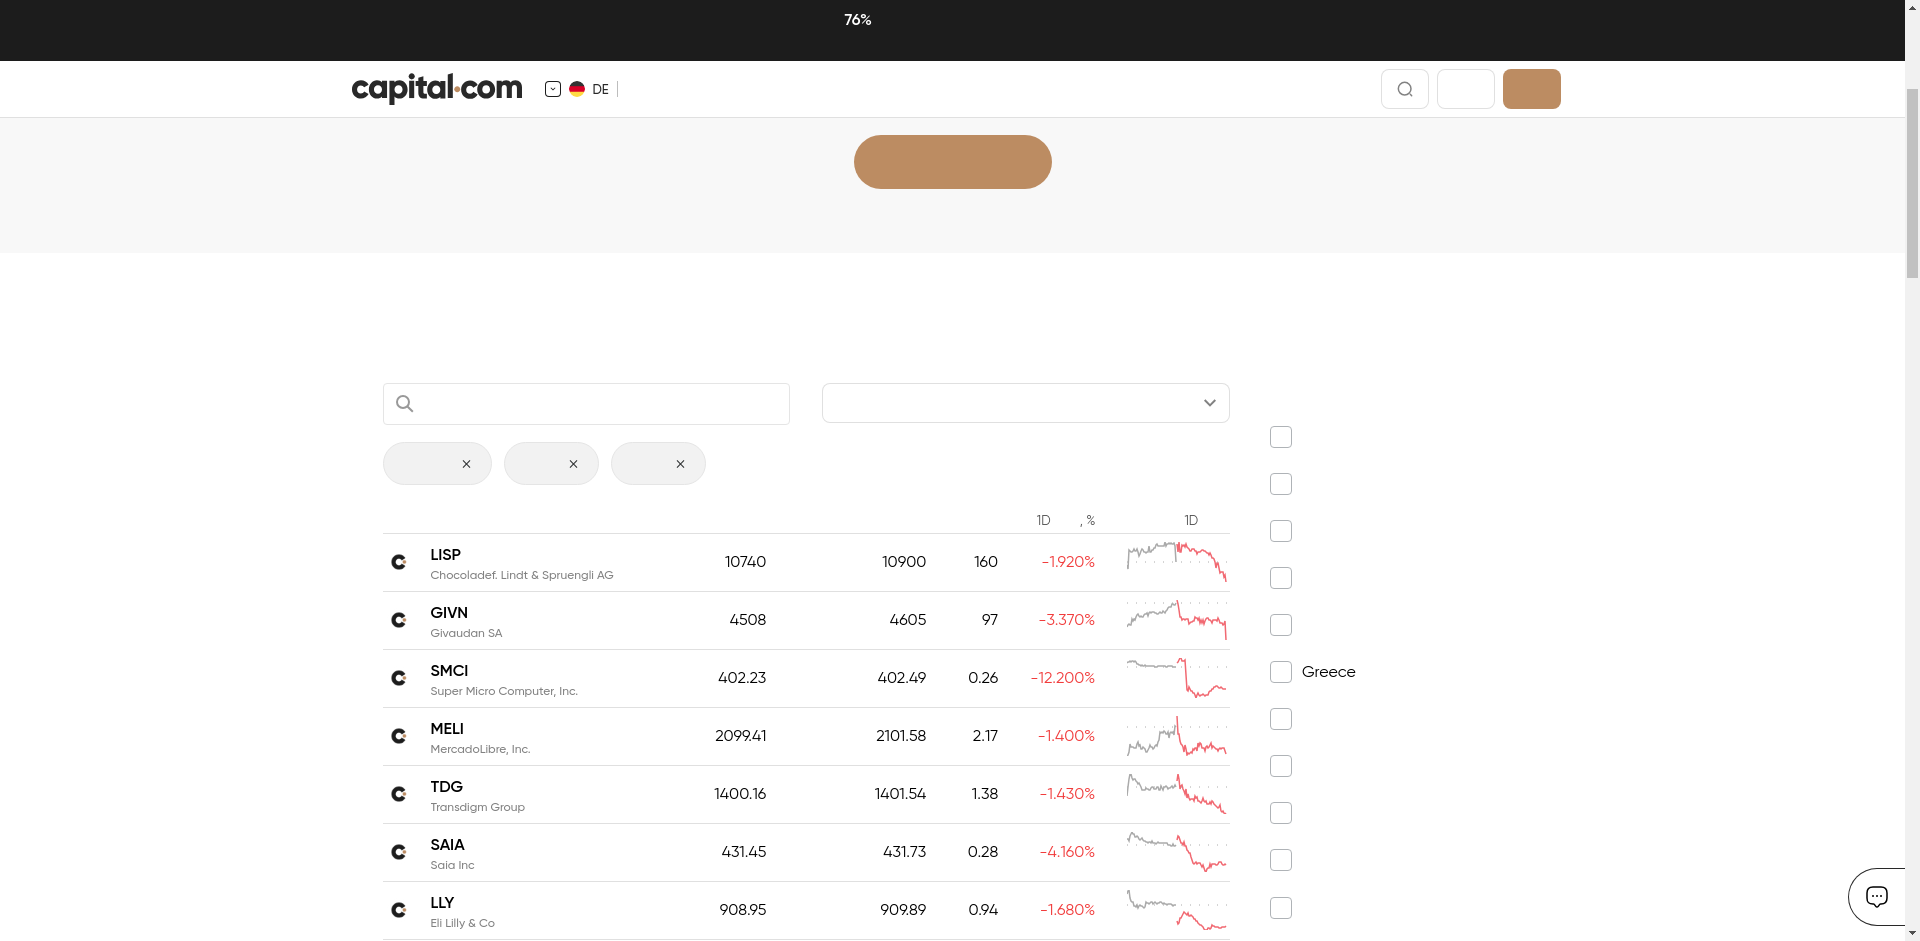 76%
capital.com
DE
1D , % 1D
LISP 10740 10900 160 -1.920%
Chocoladef. Lindt & Spruengli AG
GIVN 4508 4605 97 -3.370%
Givaudan SA
SMCI 402.23 402.49 0.26 -12.200%
Super Micro Computer, Inc.
Greece
MELI 2099.41 2101.58 2.17 -1.400%
MercadoLibre, Inc.
TDG 1400.16 1401.54 1.38 -1.430%
Transdigm Group
SAIA 431.45 431.73 0.28 -4.160%
Saia Inc
LLY 908.95 909.89 0.94 -1.680%
Eli Lilly & Co